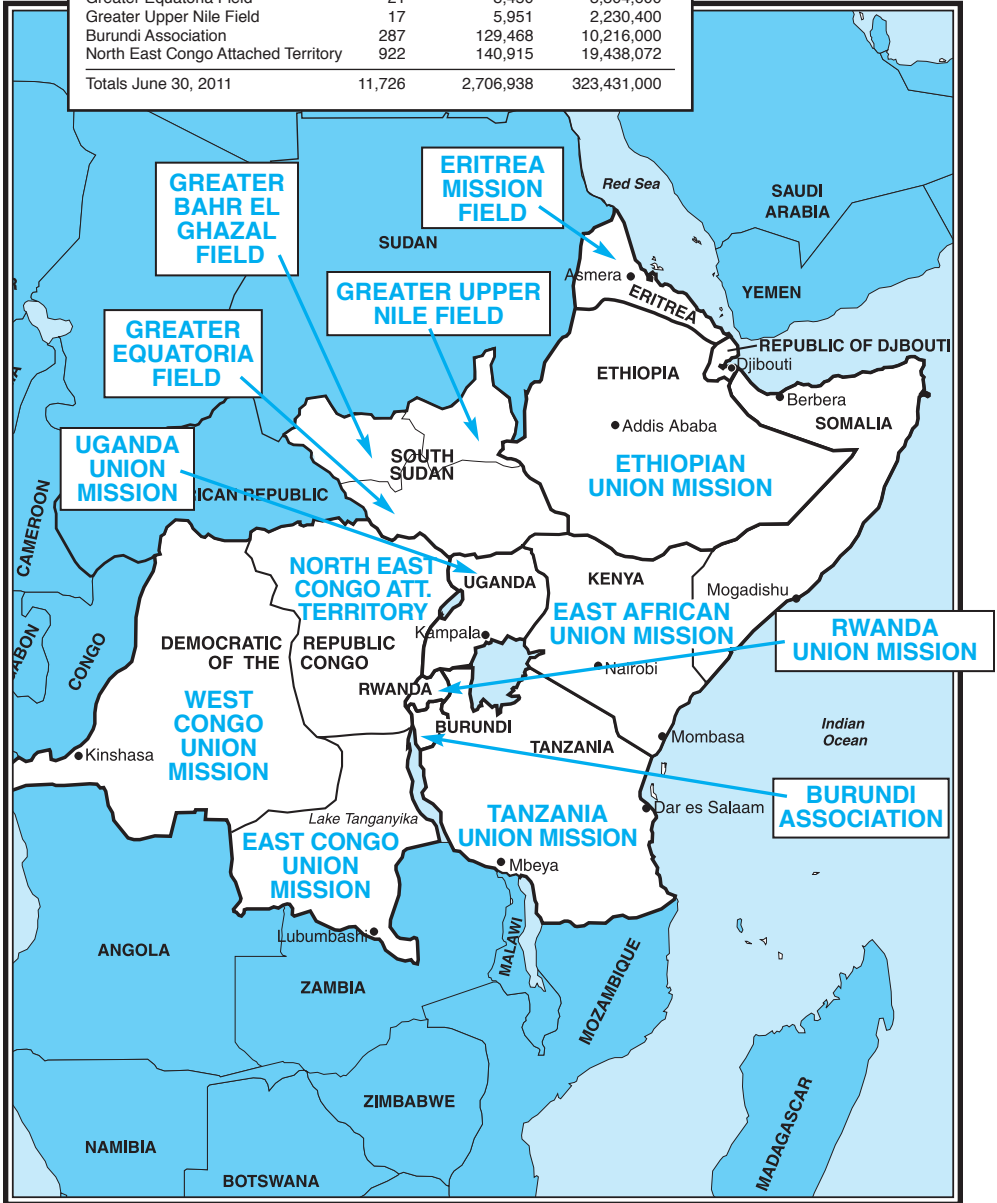 Greater Upper Nile Field 17 5,951 2,230,400
Burundi Association 287 129,468 10,216,000
North East Congo Attached Territory 922 140,915 19,438,072
Totals June 30, 2011 11,726 2,706,938 323,431,000
GREATER
BAHR EL
GHAZAL
FIELD
ERITREA
MISSION
FIELD
Red Sea
SAUDI
ARABIA
SUDAN
Asmera
ERITREA
YEMEN
GREATER UPPER
NILE FIELD
GREATER
EQUATORIA
FIELD
REPUBLIC OF DJBOUTI
Djibouti
ETHIOPIA
Berbera
SOMALIA
Addis Ababa
UGANDA
UNION
MISSION
SOUTH
SUDAN
ETHIOPIAN
UNION MISSION
RICAN REPUBLIC
CAMEROON
NORTH EAST
CONGO ATT.
TERRITORY
UGANDA
KENYA
Mogadishu
EAST AFRICAN
UNION MISSION
Kampala
DEMOCRATIC REPUBLIC
OF THE CONGO
CONGO
RWANDA
UNION MISSION
Nairobi
RWANDA
WEST
CONGO
UNION
MISSION
BURUNDI
TANZANIA
Mombasa
Indian
Ocean
Kinshasa
BURUNDI
ASSOCIATION
Dar es Salaam
TANZANIA
UNION MISSION
Lake Tanganyika
EAST CONGO
UNION
MISSION
Mbeya
Lubumbashi
ANGOLA
MALAWI
ZAMBIA
MOZAMBIQUE
ZIMBABWE
MADAGASCAR
NAMIBIA
BOTSWANA